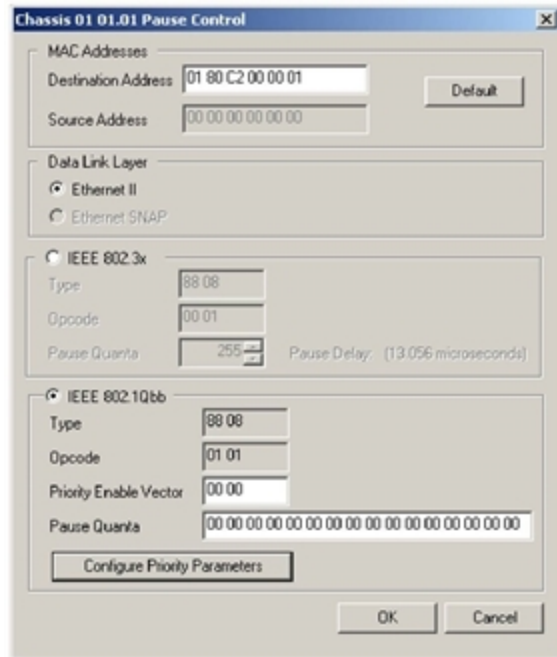 Chassis 01 01.01 Pause Control
MAC Addresses
Destination Address 01 80 C2 00 00 01
Default
Source Address 00 00 00 00 00 00
Data Link Layer
Ethernet II
Ethernet SNAP
IEEE 802.3x
Type 88 08
Opcode 00 01
Pause Quanta 255 Pause Delay: (13.056 microseconds)
IEEE 802.1Qbb
Type 88 08
Opcode 01 01
Priority Enable Vector 00 00
Pause Quanta 00 00 00 00 00 00 00 00 00 00 00 00 00 00 00 00
Configure Priority Parameters
OK Cancel